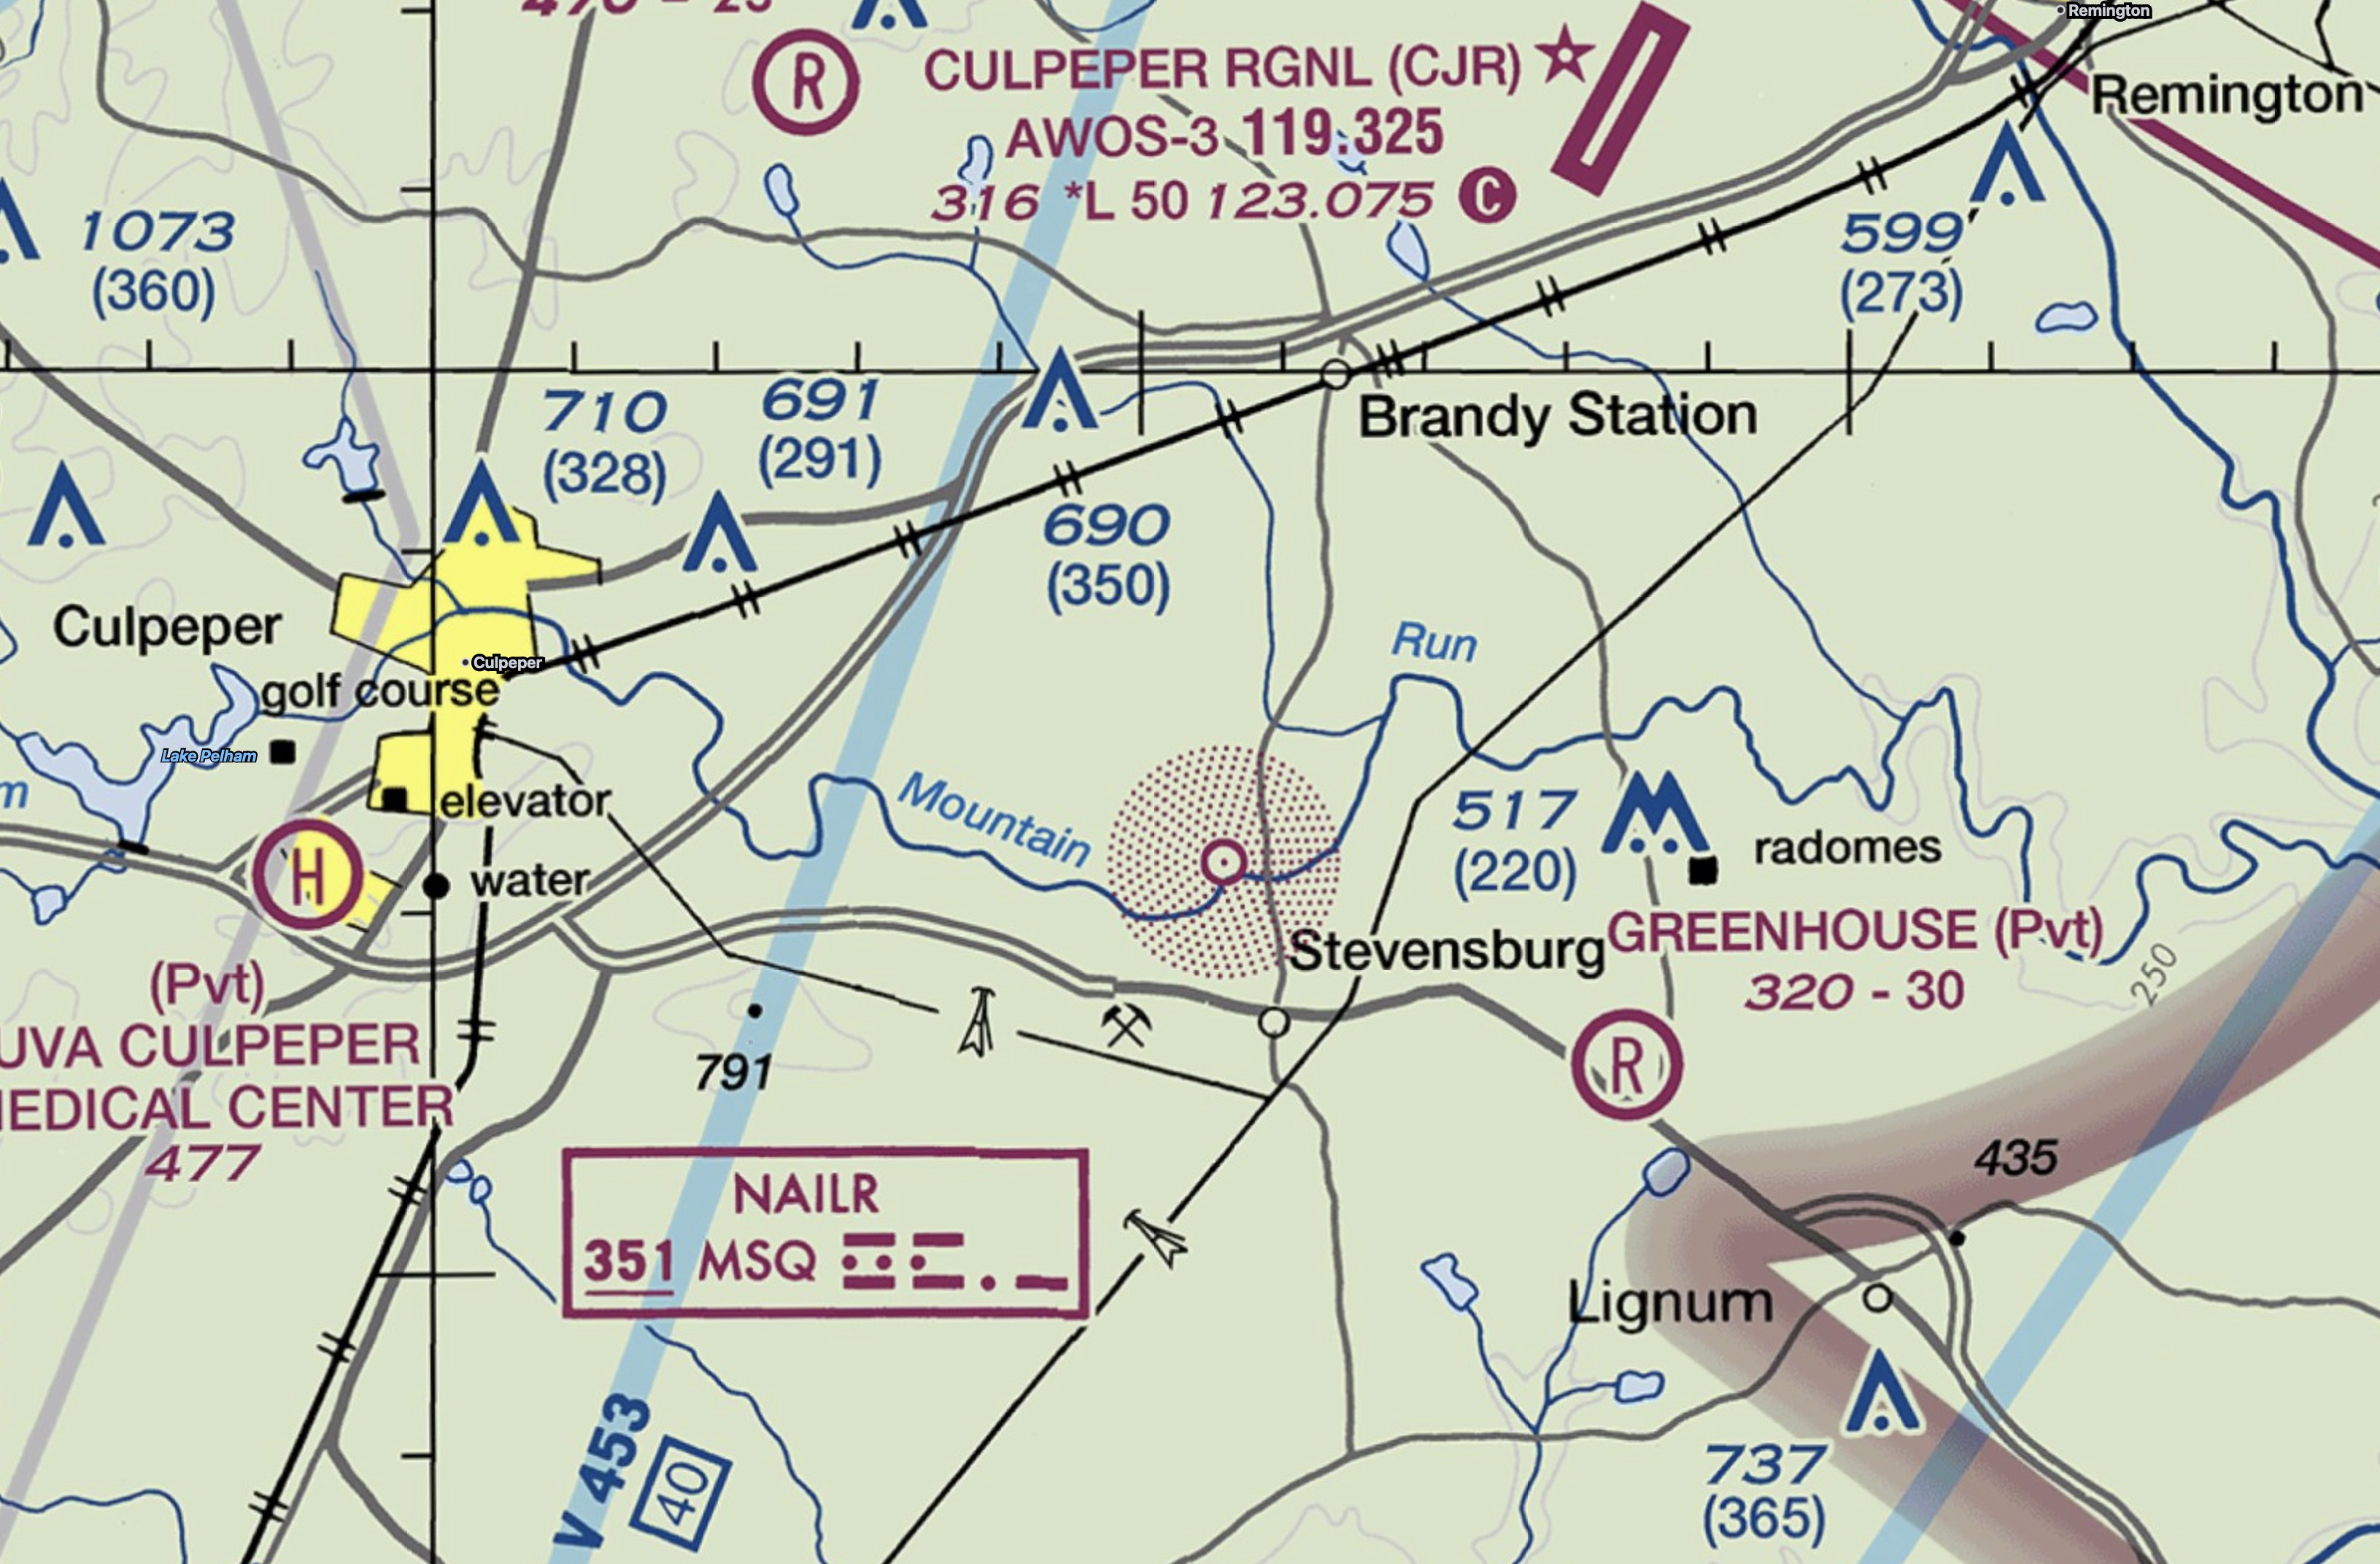 470 - 25
Remington
R
CULPEPER RGNL (CJR)
AWOS-3 119.325
316 *L 50 123.075 C
Remington
1073
(360)
599
(273)
710
(328)
691
(291)
Brandy Station
690
(350)
Culpeper
Culpeper
golf course
Run
Lake Pelham
m
elevator
Mountain
517
(220)
radomes
H
water
Stevensburg
GREENHOUSE (Pvt)
320 - 30
250
(Pvt)
UVA CULPEPER
MEDICAL CENTER
477
791
R
435
NAILR
351 MSQ
Lignum
V 453
40
737
(365)